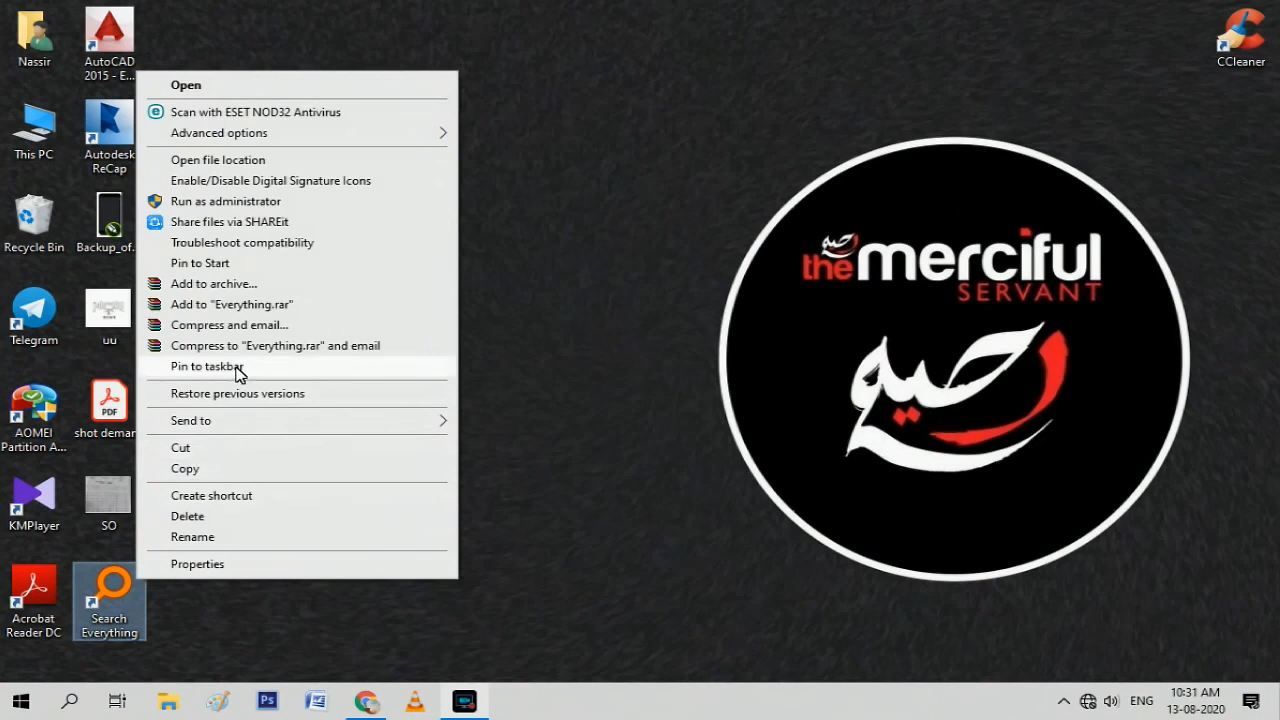 Nassir
AutoCAD
2015 - E...
This PC
Autodesk
ReCap
Recycle Bin
Backup_of.
Telegram
uu
AOMEI
Partition A...
PDF
shot deman
KMPlayer
SO
Acrobat
Reader DC
Search
Everything
Open
Scan with ESET NOD32 Antivirus
Advanced options
Open file location
Enable/Disable Digital Signature Icons
Run as administrator
Share files via SHAREit
Troubleshoot compatibility
Pin to Start
Add to archive...
Add to "Everything.rar"
Compress and email...
Compress to "Everything.rar" and email
Pin to taskbar
Restore previous versions
Send to
Cut
Copy
Create shortcut
Delete
Rename
Properties
CCleaner
the merciful
SERVANT
Ps
ENG
10:31 AM
13-08-2020